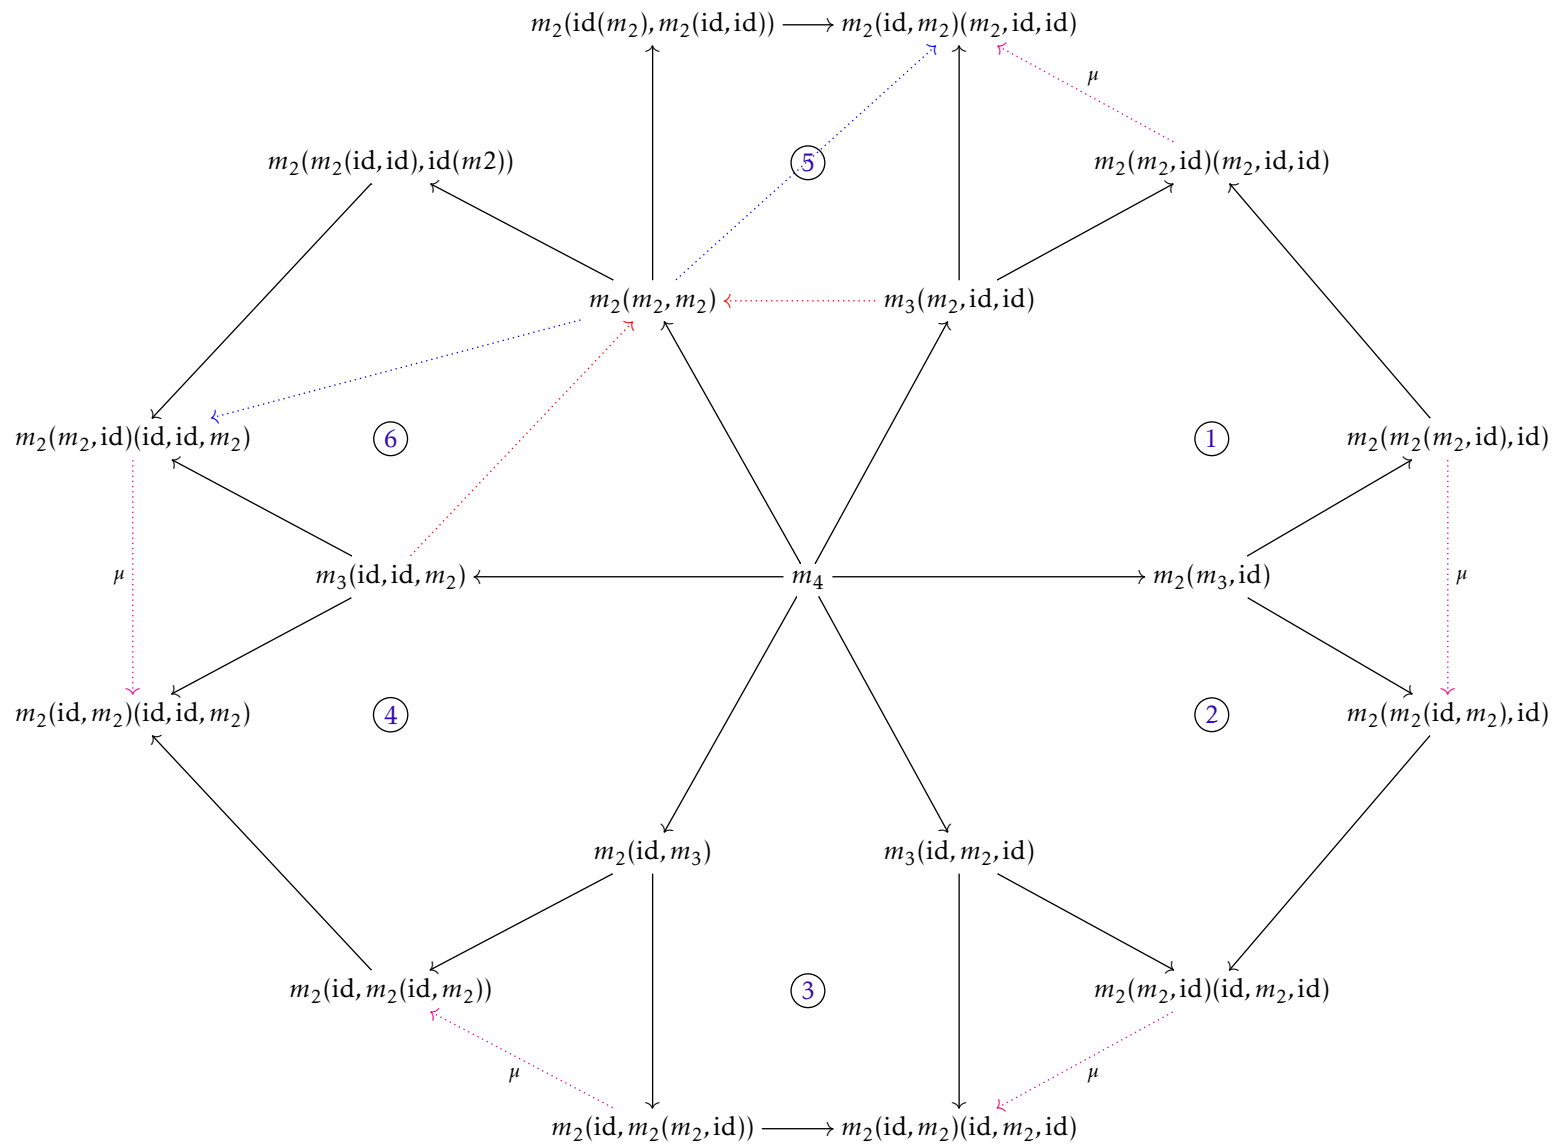 m₂(id(m₂),m₂(id,id)) m₂(id,m₂)(m₂,id,id)
μ
m₂(m₂(id,id),id(m2)) ⑤ m₂(m₂,id)(m₂,id,id)
m₂(m₂,m₂) m₃(m₂,id,id)
m₂(m₂,id)(id,id,m₂) ⑥ ① m₂(m₂(m₂,id),id)
μ m₃(id,id,m₂) m₄ m₂(m₃,id) μ
m₂(id,m₂)(id,id,m₂) ④ ② m₂(m₂(id,m₂),id)
m₂(id,m₃) m₃(id,m₂,id)
m₂(id,m₂(id,m₂)) ③ m₂(m₂,id)(id,m₂,id)
μ μ
m₂(id,m₂(m₂,id)) m₂(id,m₂)(id,m₂,id)